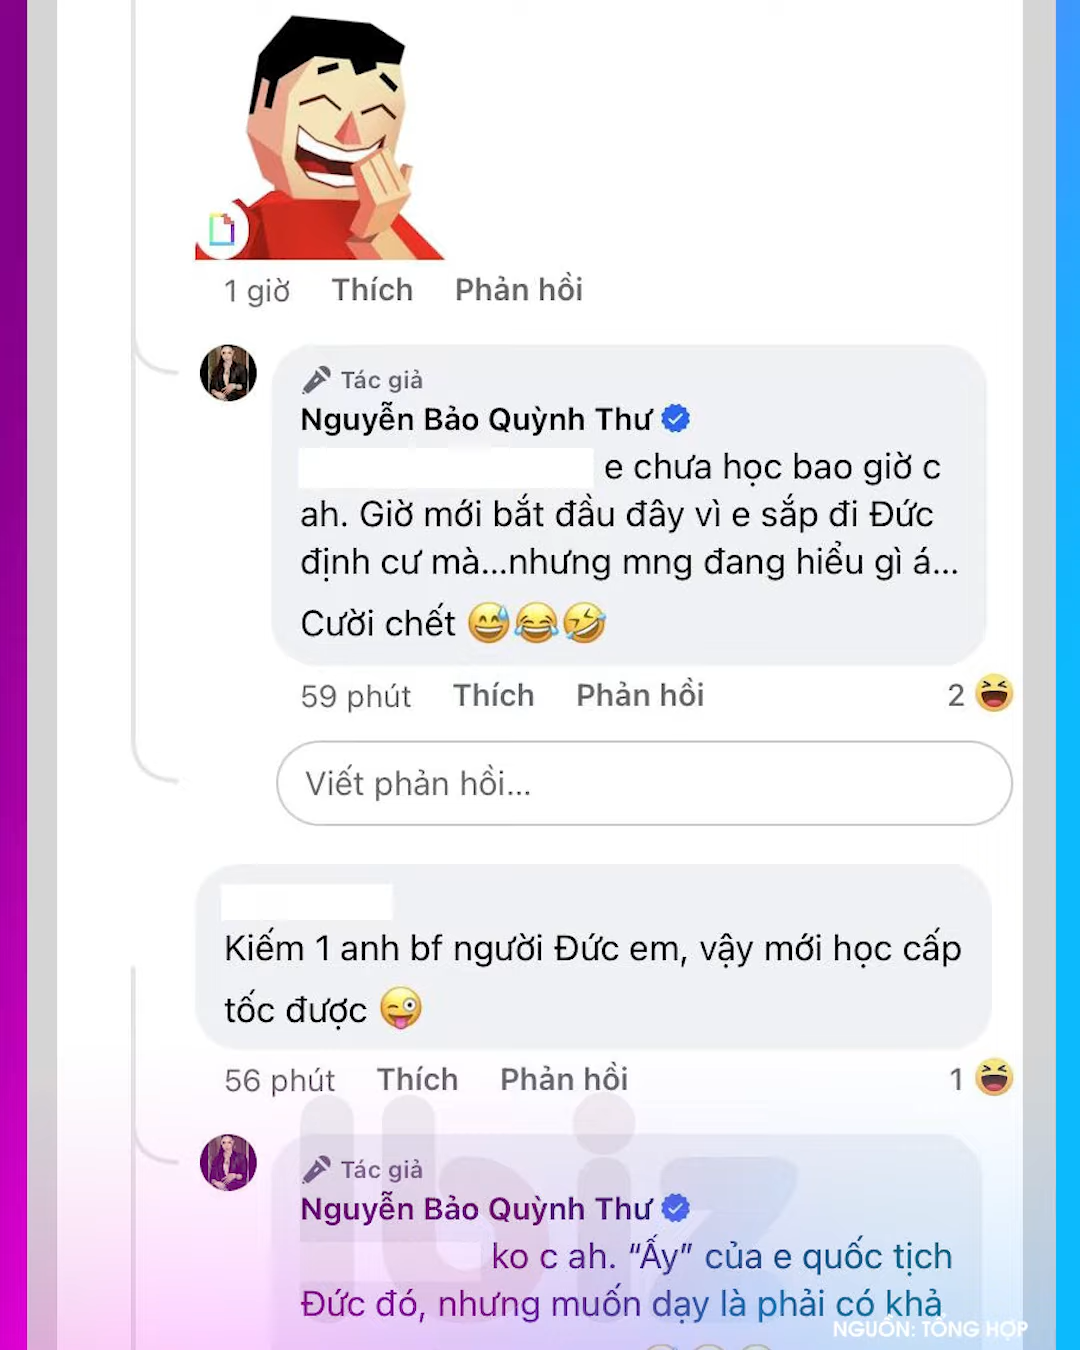 1 giờ Thích Phản hồi
Tác giả
Nguyễn Bảo Quỳnh Thư
e chưa học bao giờ c
ah. Giờ mới bắt đầu đây vì e sắp đi Đức
định cư mà...nhưng mng đang hiểu gì á...
Cười chết 😅😂🤣
59 phút Thích Phản hồi 2 😆
Viết phản hồi...
Kiếm 1 anh bf người Đức em, vậy mới học cấp
tốc được 😜
56 phút Thích Phản hồi 1 😆
Tác giả
Nguyễn Bảo Quỳnh Thư
ko c ah. “Ấy” của e quốc tịch
Đức đó, nhưng muốn dạy là phải có khả
NGUỒN: TỔNG HỢP